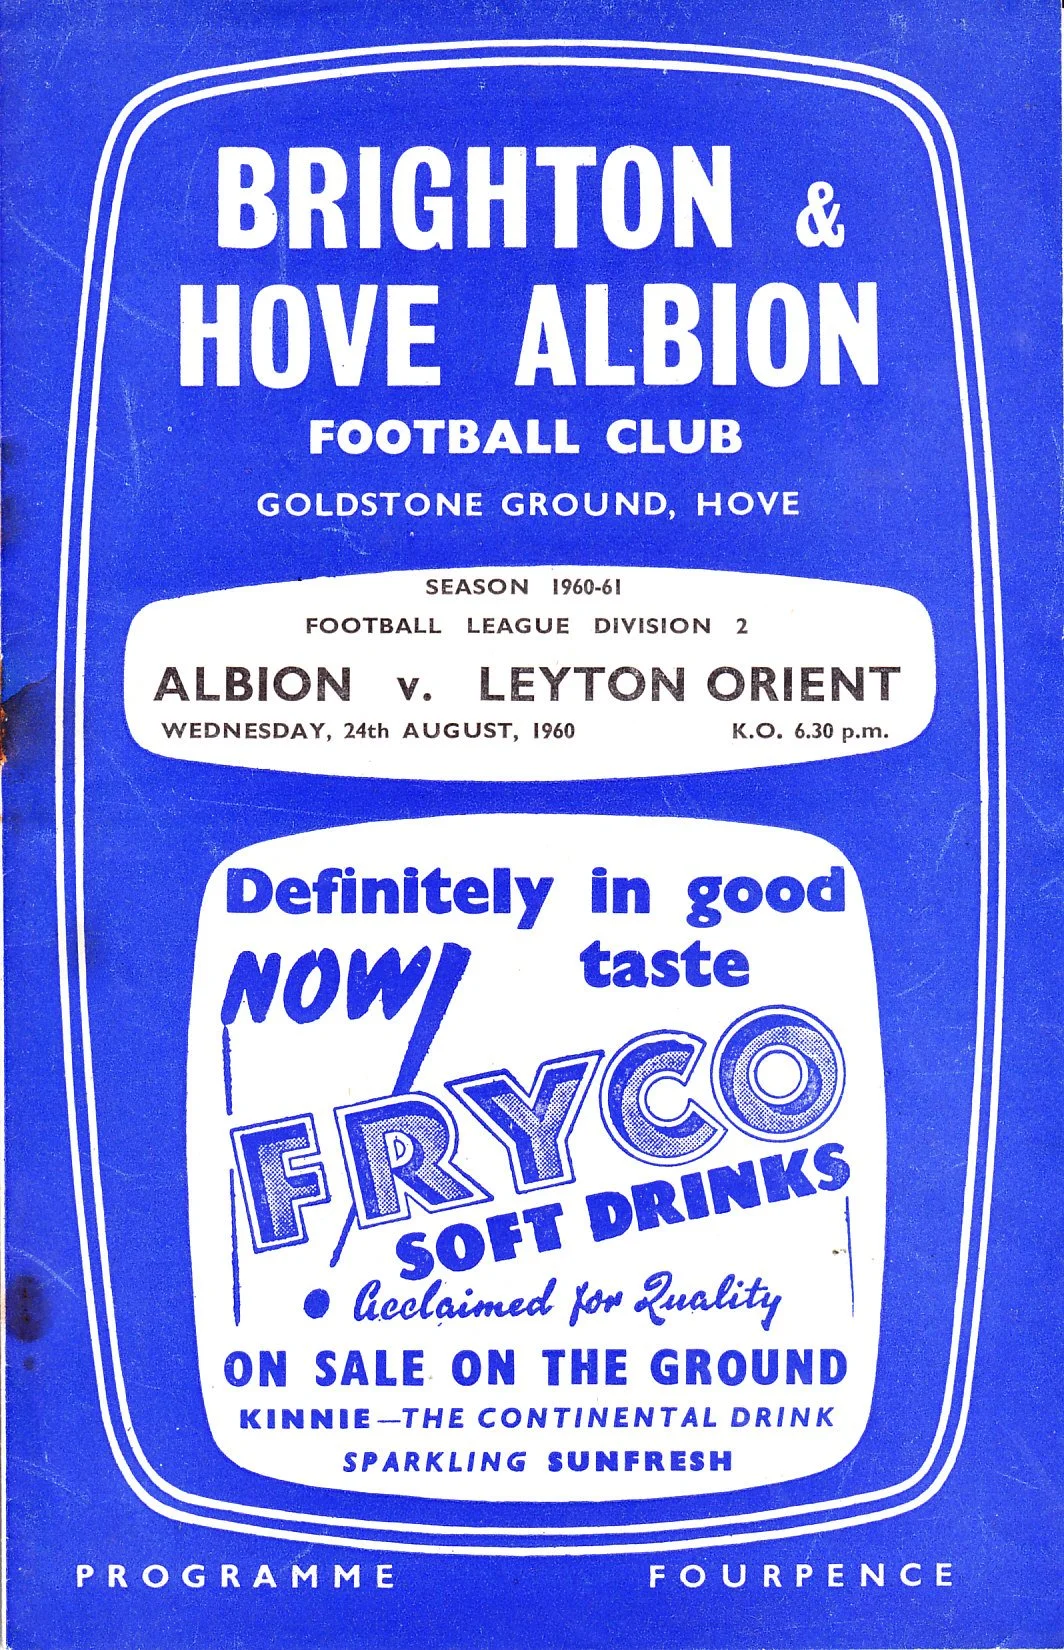 BRIGHTON &
HOVE ALBION
FOOTBALL CLUB
GOLDSTONE GROUND, HOVE
SEASON 1960-61
FOOTBALL LEAGUE DIVISION 2
ALBION v. LEYTON ORIENT
WEDNESDAY, 24th AUGUST, 1960 K.O. 6.30 p.m.
Definitely in good
NOW taste
FRYCO
SOFT DRINKS
• Acclaimed for Quality
ON SALE ON THE GROUND
KINNIE—THE CONTINENTAL DRINK
SPARKLING SUNFRESH
PROGRAMME FOURPENCE